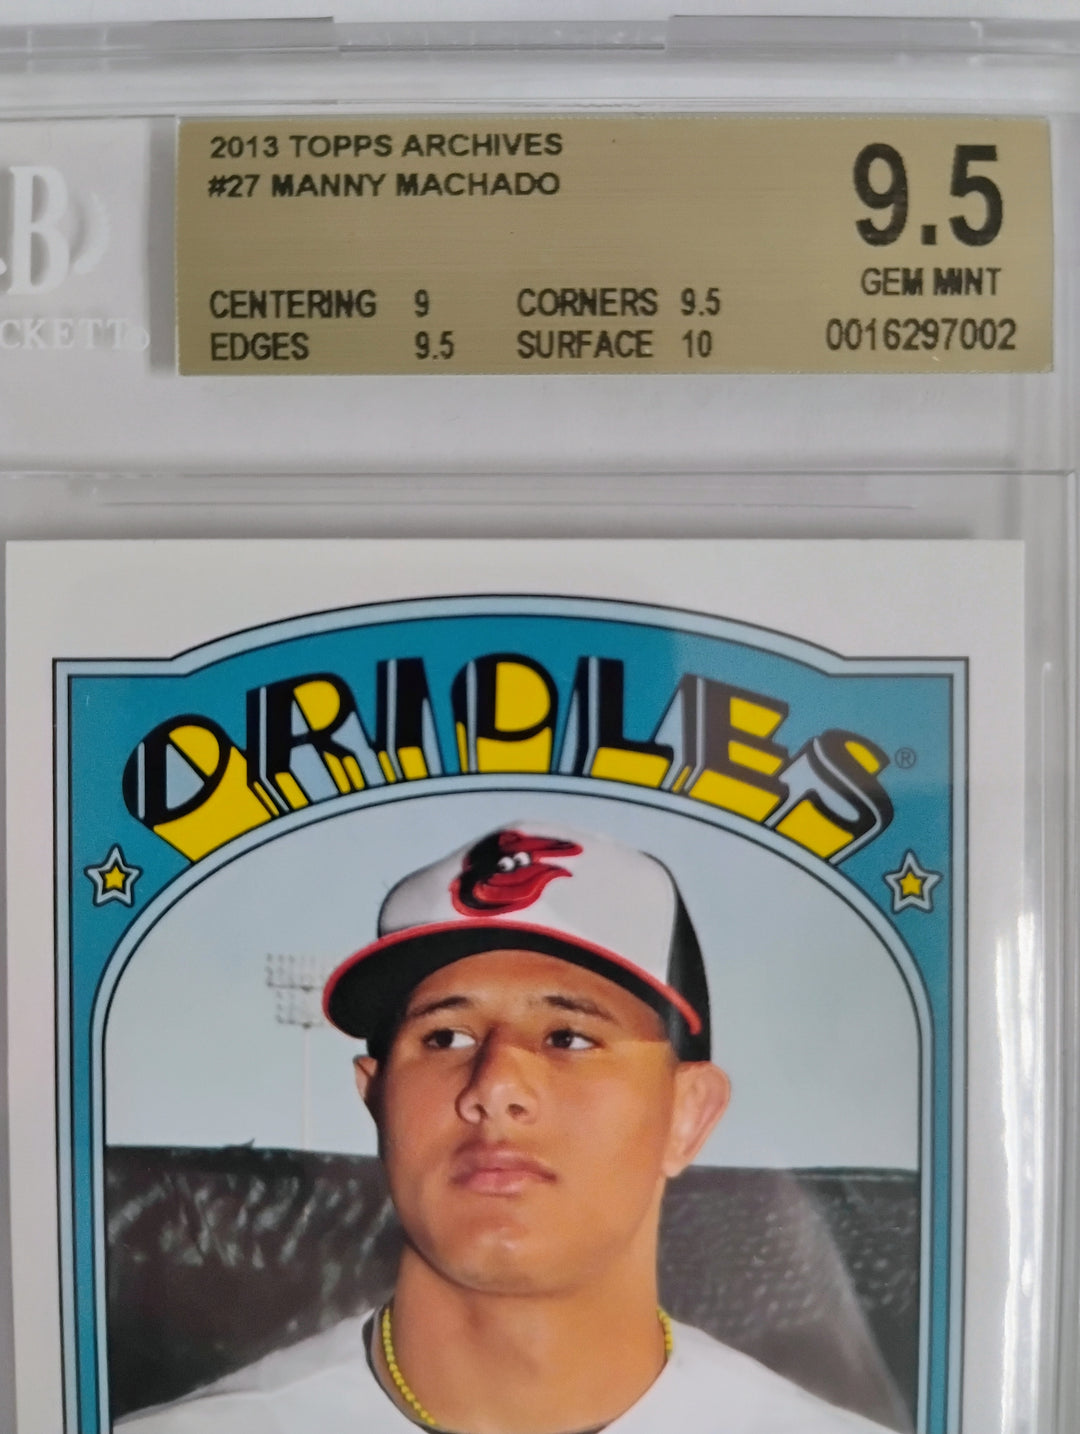 2013 TOPPS ARCHIVES
#27 MANNY MACHADO
9.5
GEM MINT
CENTERING 9 CORNERS 9.5
EDGES 9.5 SURFACE 10
0016297002
B
CKETT
ORIOLES®